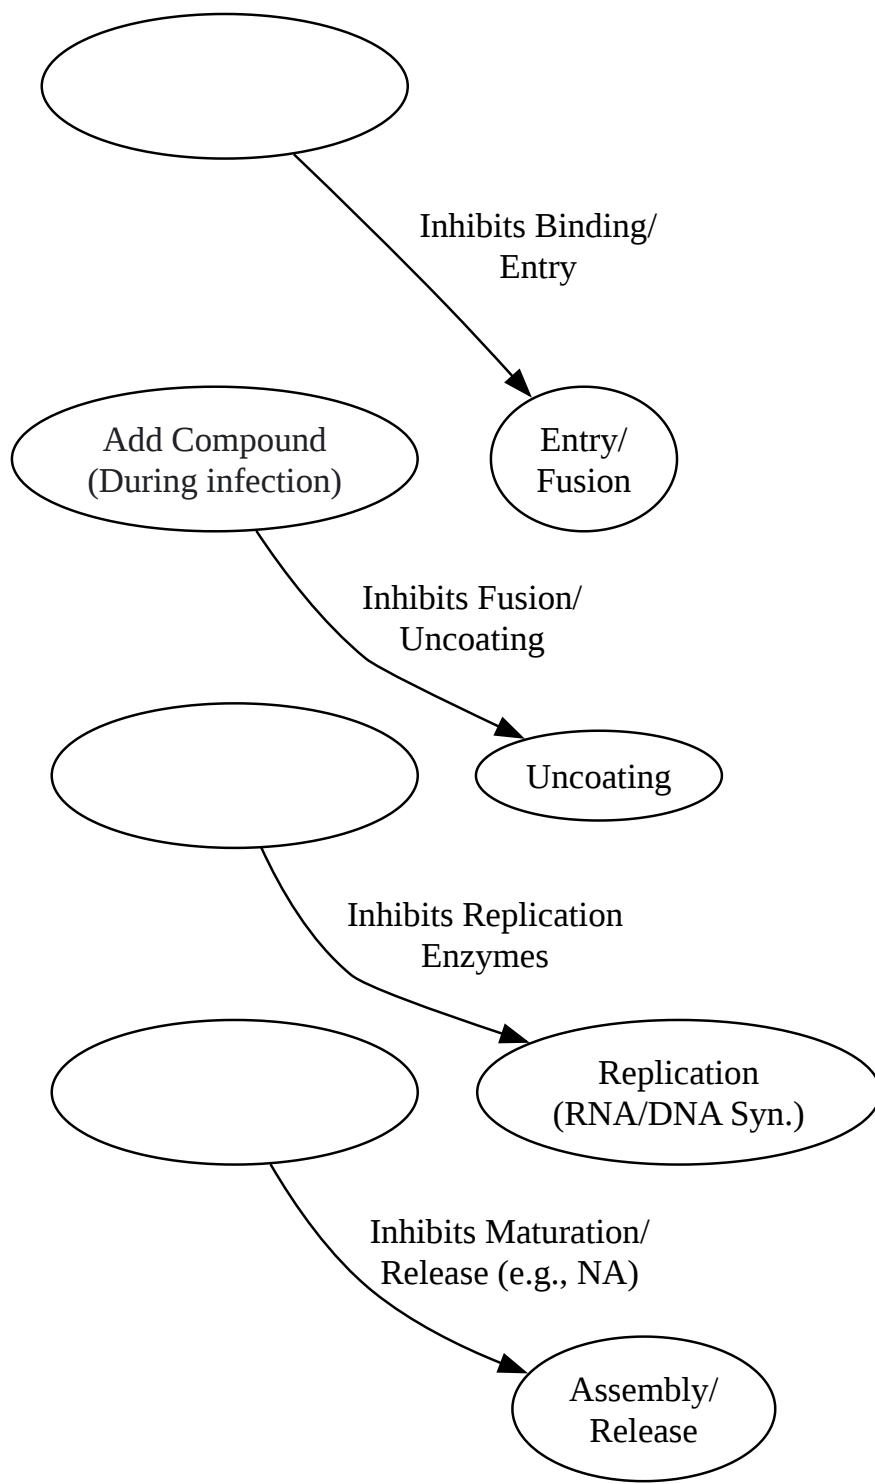 Inhibits Binding/
Entry
Add Compound
(During infection)
Entry/
Fusion
Inhibits Fusion/
Uncoating
Uncoating
Inhibits Replication
Enzymes
Replication
(RNA/DNA Syn.)
Inhibits Maturation/
Release (e.g., NA)
Assembly/
Release